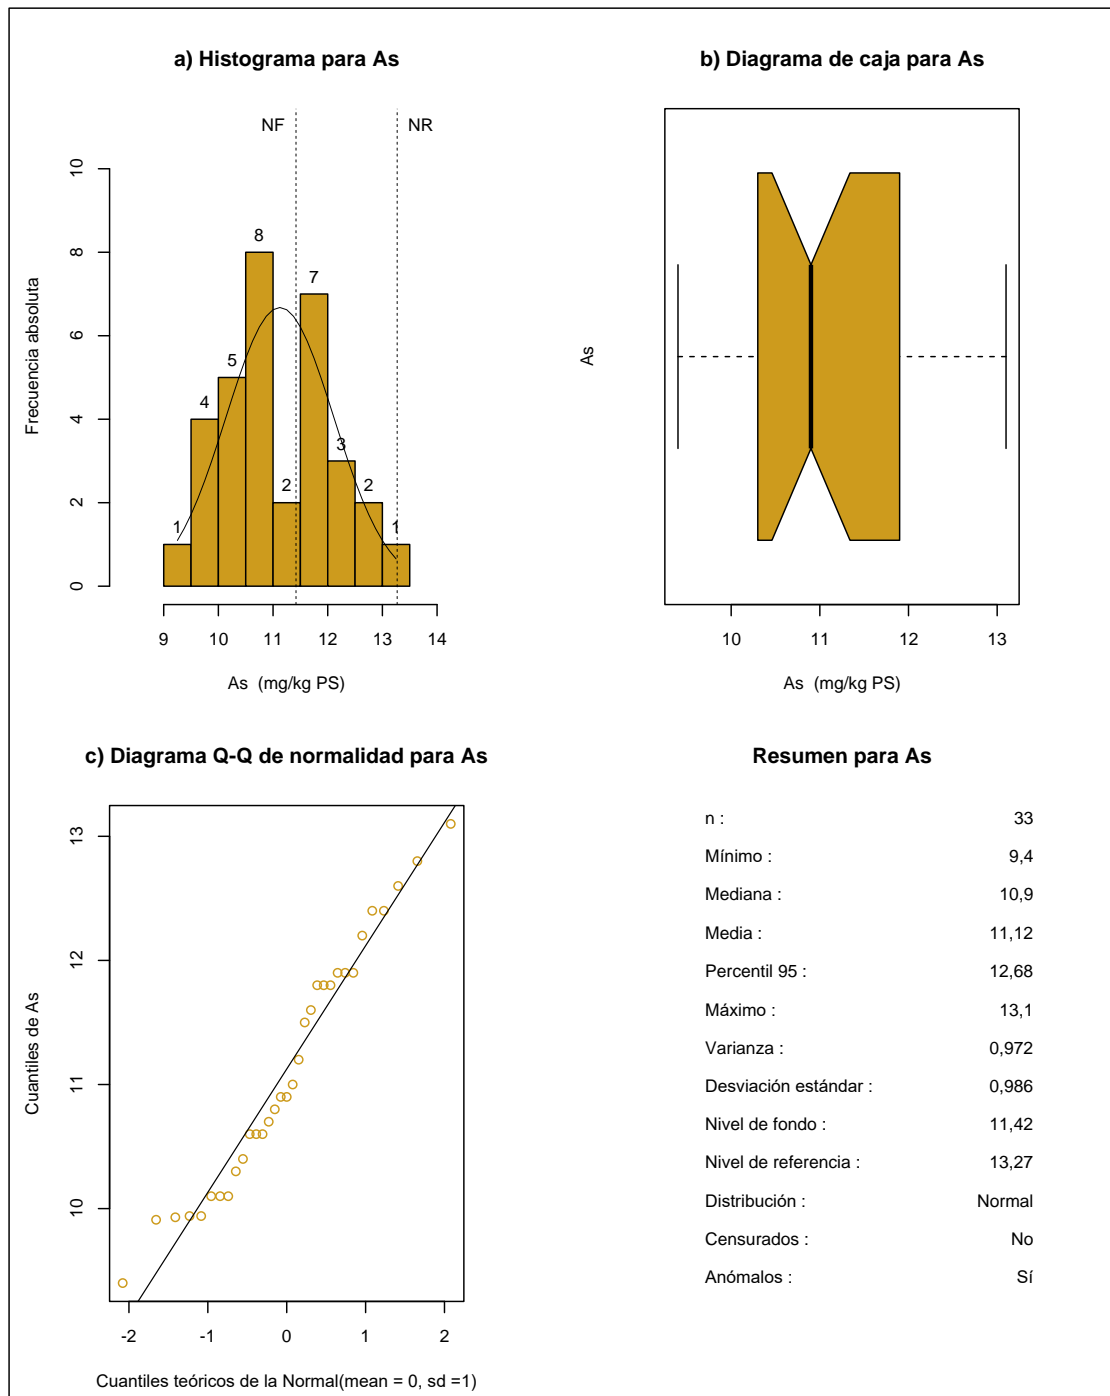 a) Histograma para As
NF
NR
Frecuencia absoluta
0 2 4 6 8 10
1 4 5 8 2 7 3 2 1
9 10 11 12 13 14
As (mg/kg PS)
b) Diagrama de caja para As
As
10 11 12 13
As (mg/kg PS)
c) Diagrama Q-Q de normalidad para As
Cuantiles de As
10 11 12 13
-2 -1 0 1 2
Cuantiles teóricos de la Normal(mean = 0, sd =1)
Resumen para As
n : 33
Mínimo : 9,4
Mediana : 10,9
Media : 11,12
Percentil 95 : 12,68
Máximo : 13,1
Varianza : 0,972
Desviación estándar : 0,986
Nivel de fondo : 11,42
Nivel de referencia : 13,27
Distribución : Normal
Censurados : No
Anómalos : Sí